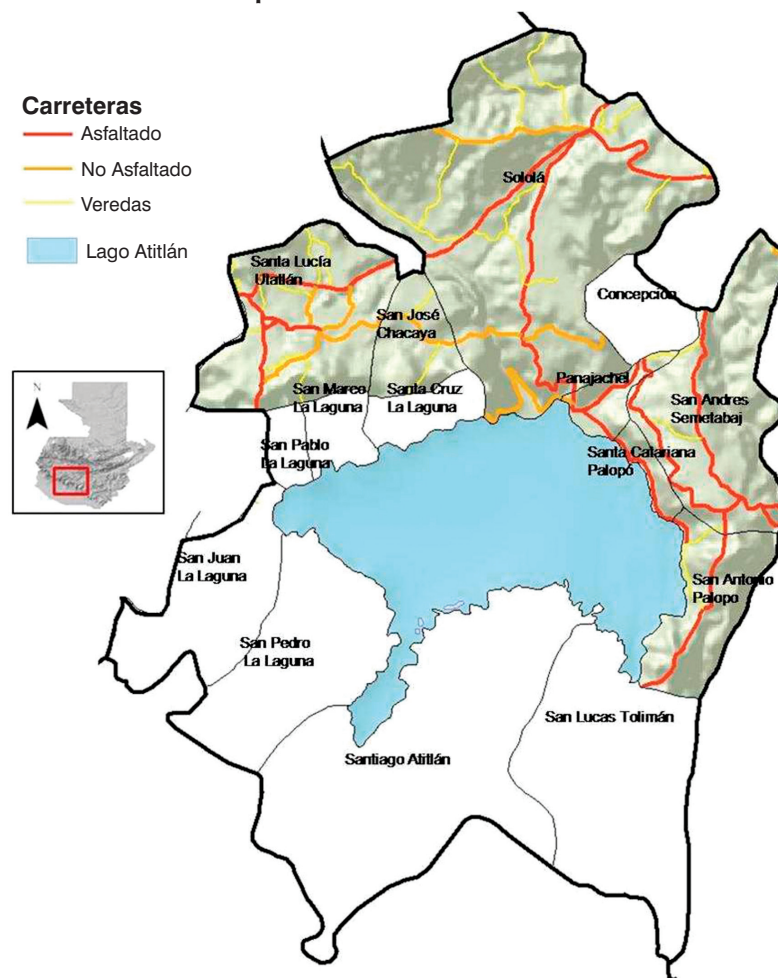 Carreteras
Asfaltado
No Asfaltado
Veredas
Lago Atitlán
N
Sololá
Santa Lucía
Utatlán
Concepción
San José
Chacaya
Panajachel
San Marco
La Laguna
Santa Cruz
La Laguna
San Andres
Semetabaj
San Pablo
La Laguna
Santa Catariana
Palopó
San Juan
La Laguna
San Antonio
Palopo
San Pedro
La Laguna
San Lucas Tolimán
Santiago Atitlán